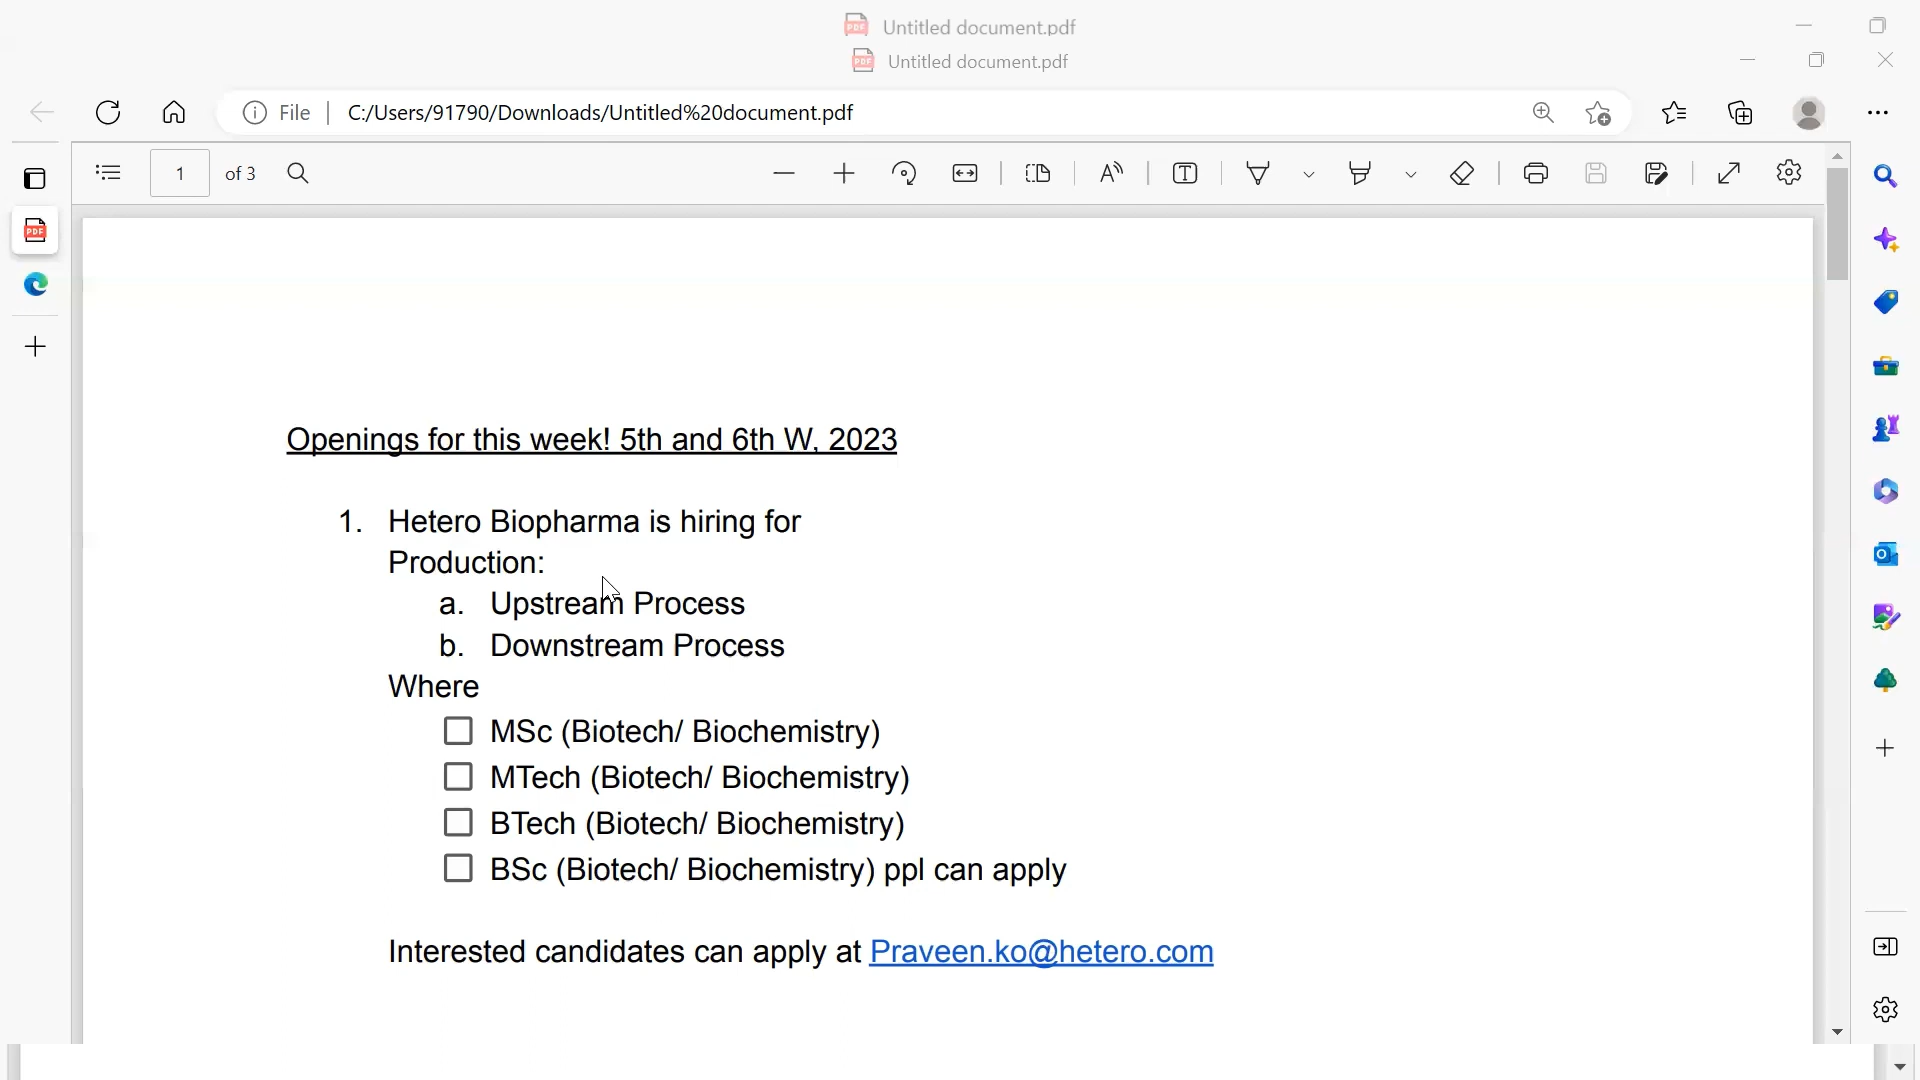 Untitled document.pdf
Untitled document.pdf
File
C:/Users/91790/Downloads/Untitled%20document.pdf
1 of 3
Openings for this week! 5th and 6th W, 2023
1. Hetero Biopharma is hiring for
Production:
a. Upstream Process
b. Downstream Process
Where
MSc (Biotech/ Biochemistry)
MTech (Biotech/ Biochemistry)
BTech (Biotech/ Biochemistry)
BSc (Biotech/ Biochemistry) ppl can apply
Interested candidates can apply at Praveen.ko@hetero.com